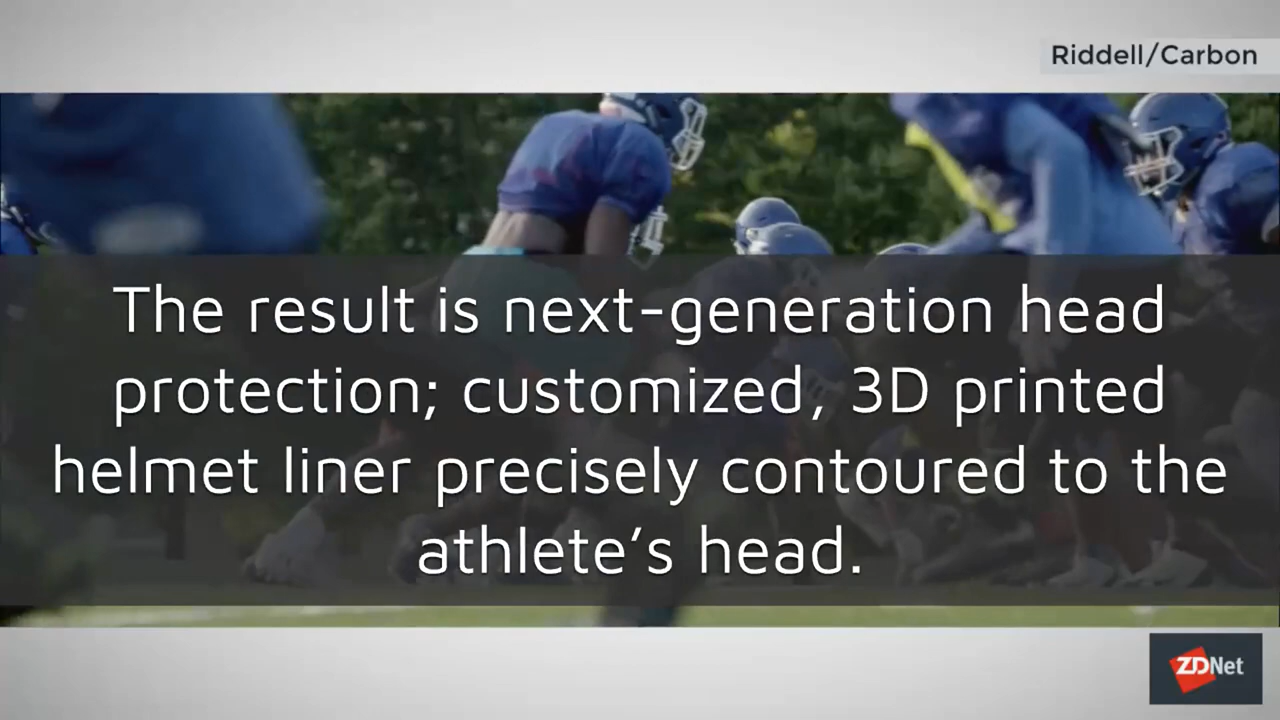 Riddell/Carbon
The result is next-generation head
protection; customized, 3D printed
helmet liner precisely contoured to the
athlete’s head.
ZDNet